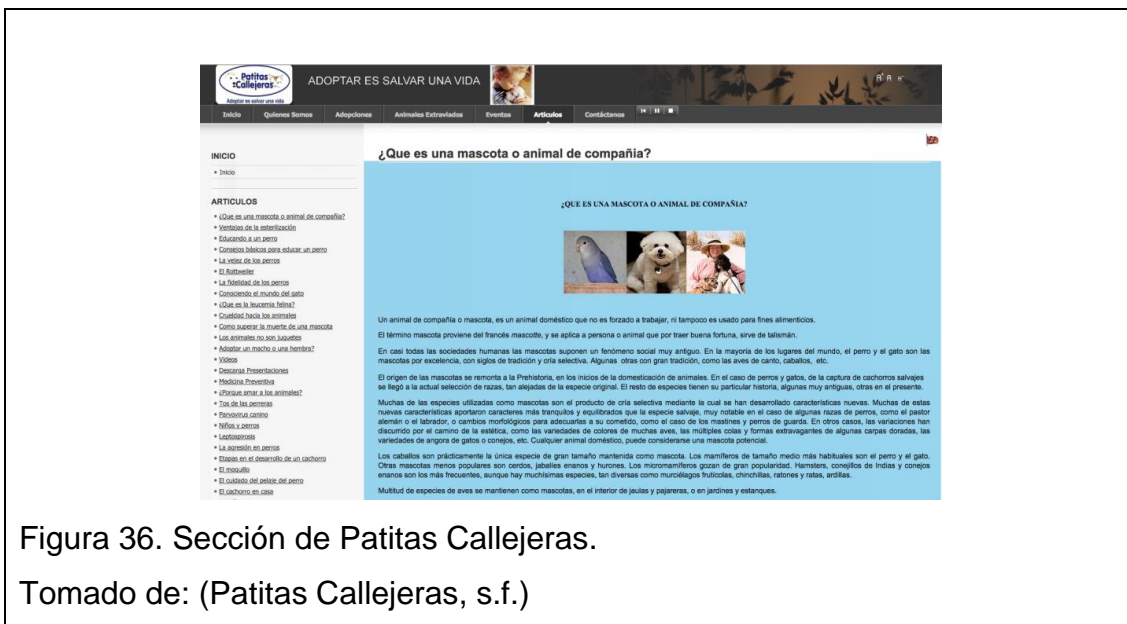 Patitas
Callejeras
Adoptar es salvar una vida
ADOPTAR ES SALVAR UNA VIDA
Inicio Quienes Somos Adopciones Animales Extraviados Eventos Artículos Contáctanos
INICIO
Inicio
ARTICULOS
¿Que es una mascota o animal de compañia?
Ventajas de la esterilización
Educando a un perro
Consejos básicos para educar un perro
La vejez de los perros
El Rottweiler
La fidelidad de los perros
Conociendo el mundo del gato
¿Que es la leucemia felina?
Crueldad hacia los animales
Como superar la muerte de una mascota
Los animales no son juguetes
Adoptar un macho o una hembra?
Videos
Descarga Presentaciones
Medicina Preventiva
¿Porque amar a los animales?
Tos de las perreras
Parvovirus canino
Niños y perros
Leptospirosis
La agresión en perros
Etapas en el desarrollo de un cachorro
El moquillo
El cuidado del pelaje del perro
El cachorro en casa
¿Que es una mascota o animal de compañia?
¿QUE ES UNA MASCOTA O ANIMAL DE COMPAÑIA?
Un animal de compañía o mascota, es un animal doméstico que no es forzado a trabajar, ni tampoco es usado para fines alimenticios.
El término mascota proviene del francés mascotte, y se aplica a persona o animal que por traer buena fortuna, sirve de talismán.
En casi todas las sociedades humanas las mascotas suponen un fenómeno social muy antiguo. En la mayoría de los lugares del mundo, el perro y el gato son las
mascotas por excelencia, con siglos de tradición y cría selectiva. Algunas otras con gran tradición, como las aves de canto, caballos, etc.
El origen de las mascotas se remonta a la Prehistoria, en los inicios de la domesticación de animales. En el caso de perros y gatos, de la captura de cachorros salvajes
se llegó a la actual selección de razas, tan alejadas de la especie original. El resto de especies tienen su particular historia, algunas muy antiguas, otras en el presente.
Muchas de las especies utilizadas como mascotas son el producto de cría selectiva mediante la cual se han desarrollado características nuevas. Muchas de estas
nuevas características aportaron caracteres más tranquilos y equilibrados que la especie salvaje, muy notable en el caso de algunas razas de perros, como el pastor
alemán o el labrador, o cambios morfológicos para adecuarlas a su cometido, como el caso de los mastines y perros de guarda. En otros casos, las variaciones han
discurrido por el camino de la estética, como las variedades de colores de muchas aves, las múltiples colas y formas extravagantes de algunas carpas doradas, las
variedades de angora de gatos o conejos, etc. Cualquier animal doméstico, puede considerarse una mascota potencial.
Los caballos son prácticamente la única especie de gran tamaño mantenida como mascota. Los mamíferos de tamaño medio más habituales son el perro y el gato.
Otras mascotas menos populares son cerdos, jabalíes enanos y hurones. Los micromamíferos gozan de gran popularidad. Hamsters, conejillos de Indias y conejos
enanos son los más frecuentes, aunque hay muchísimas especies, tan diversas como murciélagos frutícolas, chinchillas, ratones y ratas, ardillas.
Multitud de especies de aves se mantienen como mascotas, en el interior de jaulas y pajareras, o en jardines y estanques.
Figura 36. Sección de Patitas Callejeras.
Tomado de: (Patitas Callejeras, s.f.)